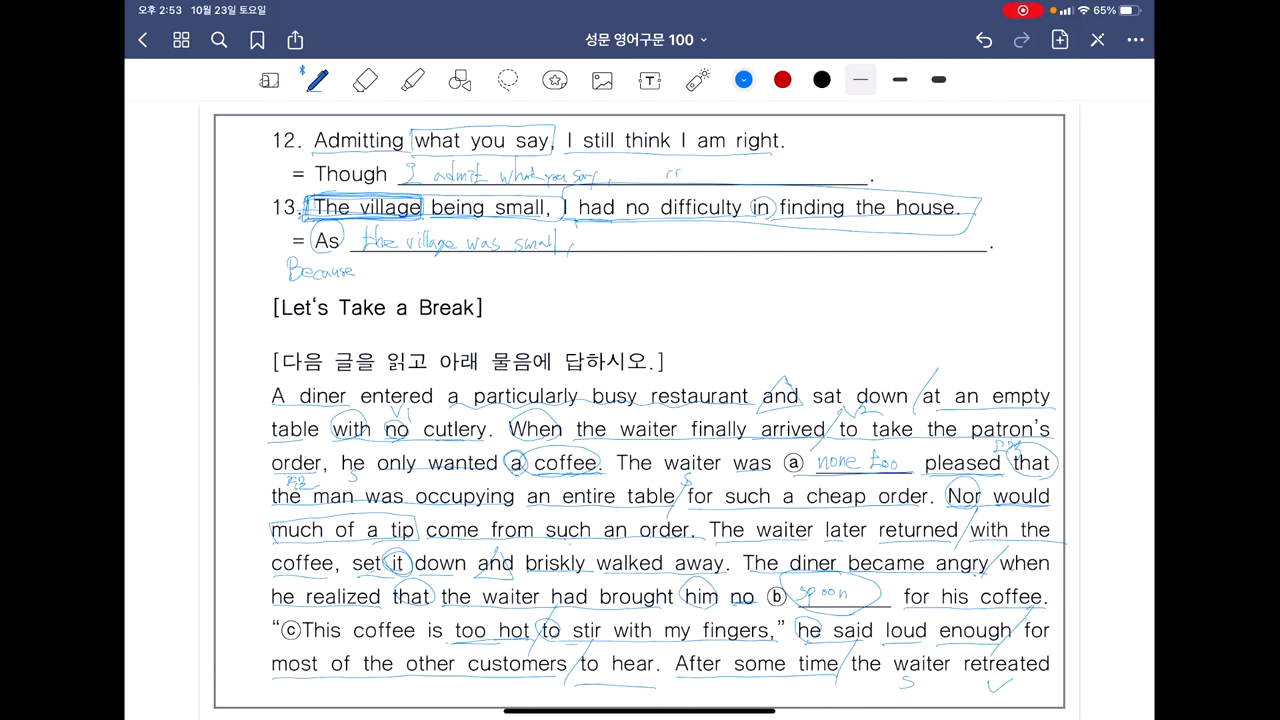 오후 2:53 10월 23일 토요일
65%
성문 영어구문 100
12. Admitting what you say, I still think I am right.
= Though I admit what you say, 〃 .
13. The village being small, I had no difficulty in finding the house.
= As the village was small, .
Because
[Let‘s Take a Break]
[다음 글을 읽고 아래 물음에 답하시오.]
A diner entered a particularly busy restaurant and sat down at an empty
table with no cutlery. When the waiter finally arrived to take the patron's
order, he only wanted a coffee. The waiter was ⓐ none too pleased that
the man was occupying an entire table for such a cheap order. Nor would
much of a tip come from such an order. The waiter later returned with the
coffee, set it down and briskly walked away. The diner became angry when
he realized that the waiter had brought him no ⓑ spoon for his coffee.
“ⓒThis coffee is too hot to stir with my fingers,” he said loud enough for
most of the other customers to hear. After some time the waiter retreated